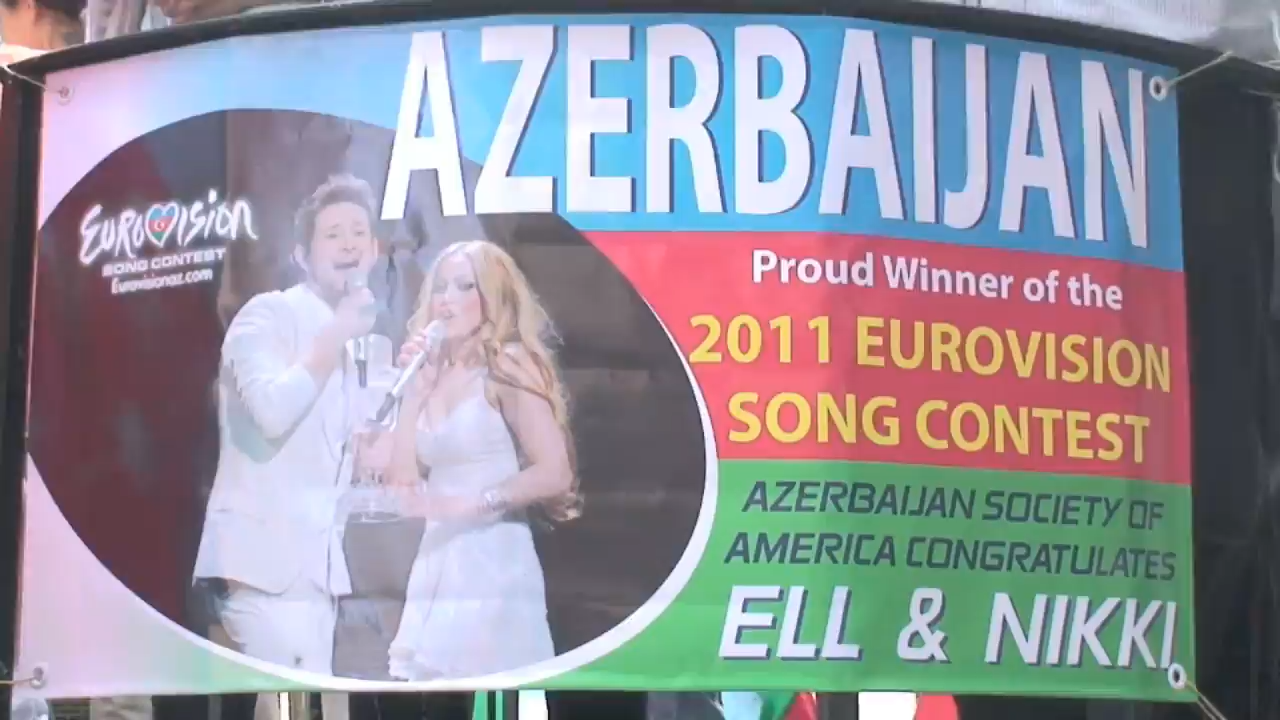 AZERBAIJAN
EUROVISION
SONG CONTEST
Eurovisionaz.com
Proud Winner of the
2011 EUROVISION
SONG CONTEST
AZERBAIJAN SOCIETY OF
AMERICA CONGRATULATES
ELL & NIKKI